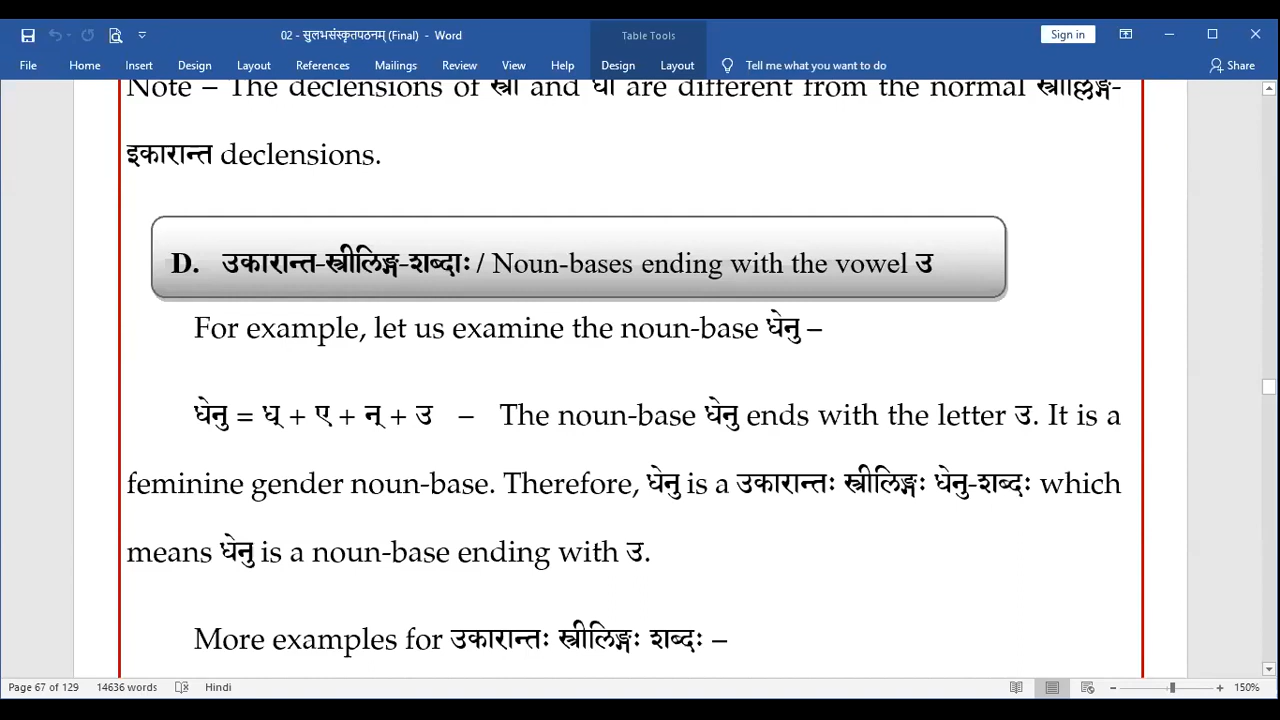 02 - सुलभसंस्कृतपठनम् (Final) - Word
Table Tools
Sign in
File Home Insert Design Layout References Mailings Review View Help Design Layout Tell me what you want to do Share
Note – The declensions of स्त्री and धी are different from the normal स्त्रीलिङ्ग-
इकारान्त declensions.
D. उकारान्त-स्त्रीलिङ्ग-शब्दाः / Noun-bases ending with the vowel उ
For example, let us examine the noun-base धेनु –
धेनु = ध् + ए + न् + उ – The noun-base धेनु ends with the letter उ. It is a
feminine gender noun-base. Therefore, धेनु is a उकारान्तः स्त्रीलिङ्गः धेनु-शब्दः which
means धेनु is a noun-base ending with उ.
More examples for उकारान्तः स्त्रीलिङ्गः शब्दः –
Page 67 of 129 14636 words Hindi 150%